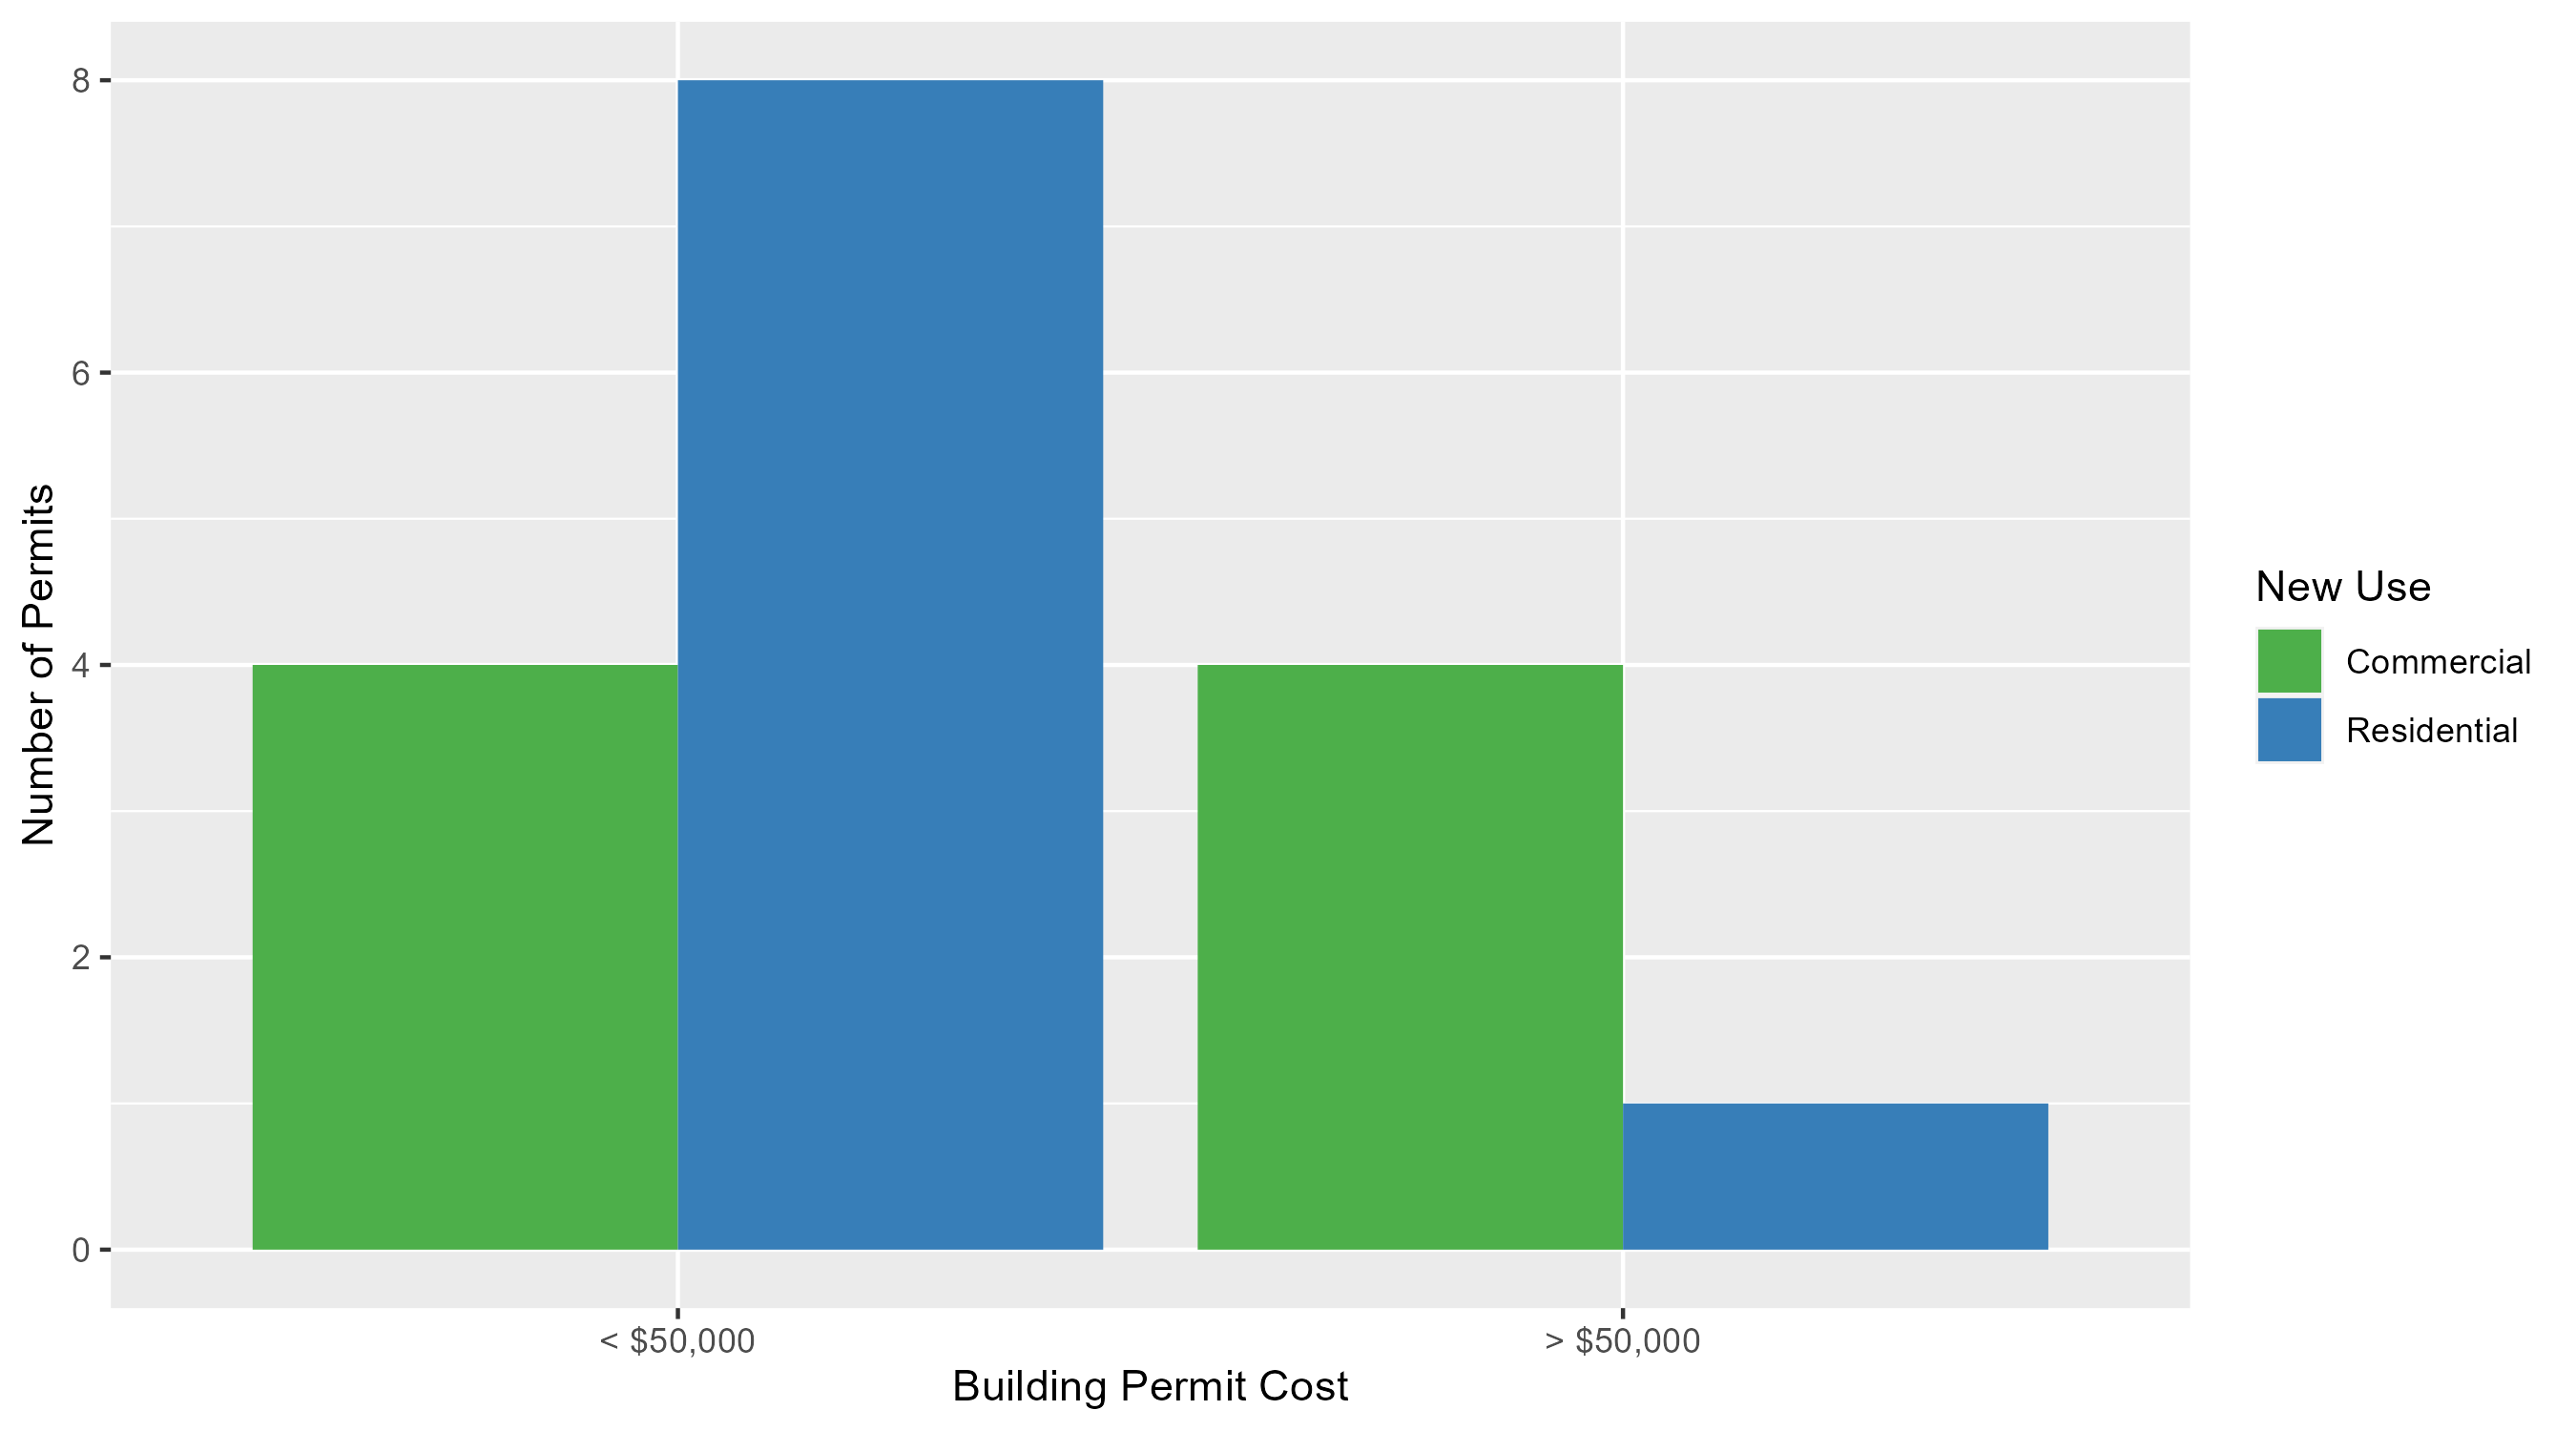 8
6
4
2
0
Number of Permits
< $50,000
> $50,000
Building Permit Cost
New Use
Commercial
Residential